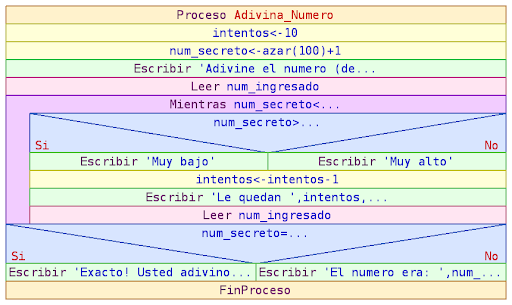 Proceso Adivina_Numero
intentos<-10
num_secreto<-azar(100)+1
Escribir 'Adivine el numero (de...
Leer num_ingresado
Mientras num_secreto<...
num_secreto>...
Si No
Escribir 'Muy bajo' Escribir 'Muy alto'
intentos<-intentos-1
Escribir 'Le quedan ',intentos,...
Leer num_ingresado
num_secreto=...
Si No
Escribir 'Exacto! Usted adivino... Escribir 'El numero era: ',num_...
FinProceso